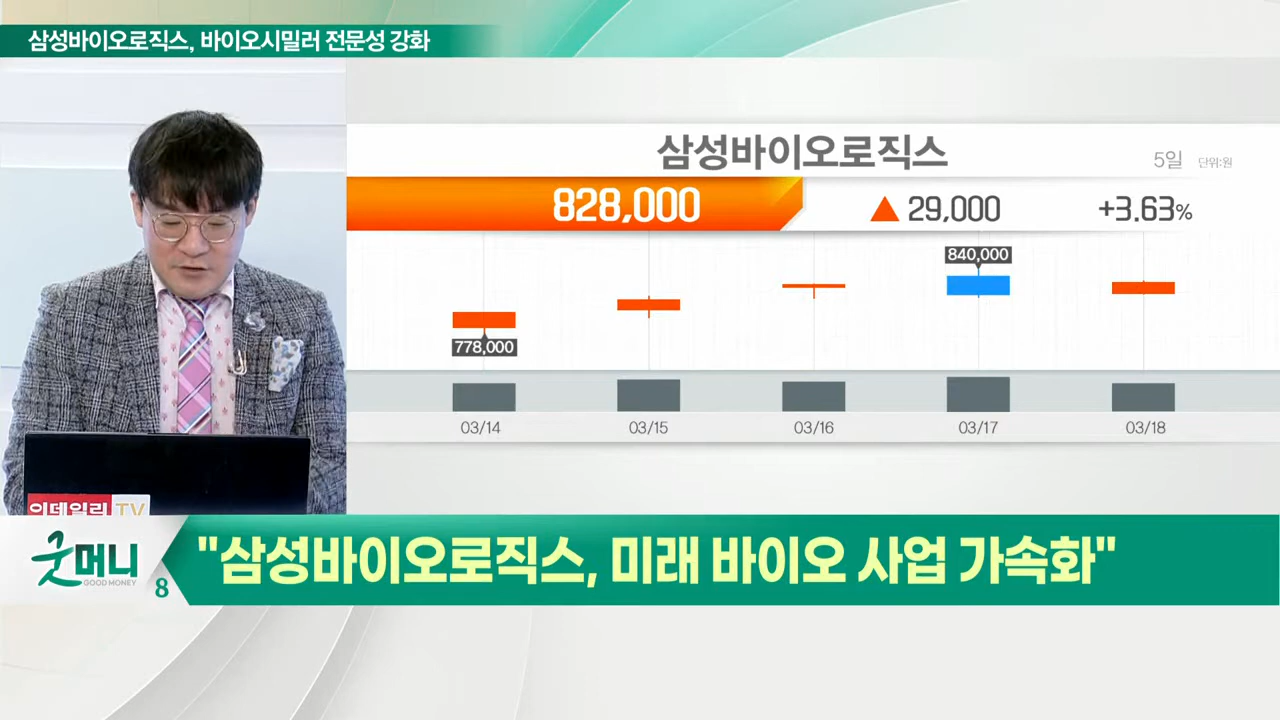 삼성바이오로직스, 바이오시밀러 전문성 강화
삼성바이오로직스
5일 단위:원
828,000 ▲ 29,000 +3.63%
840,000
778,000
03/14 03/15 03/16 03/17 03/18
이데일리 TV
굿머니
GOOD MONEY
8
"삼성바이오로직스, 미래 바이오 사업 가속화"